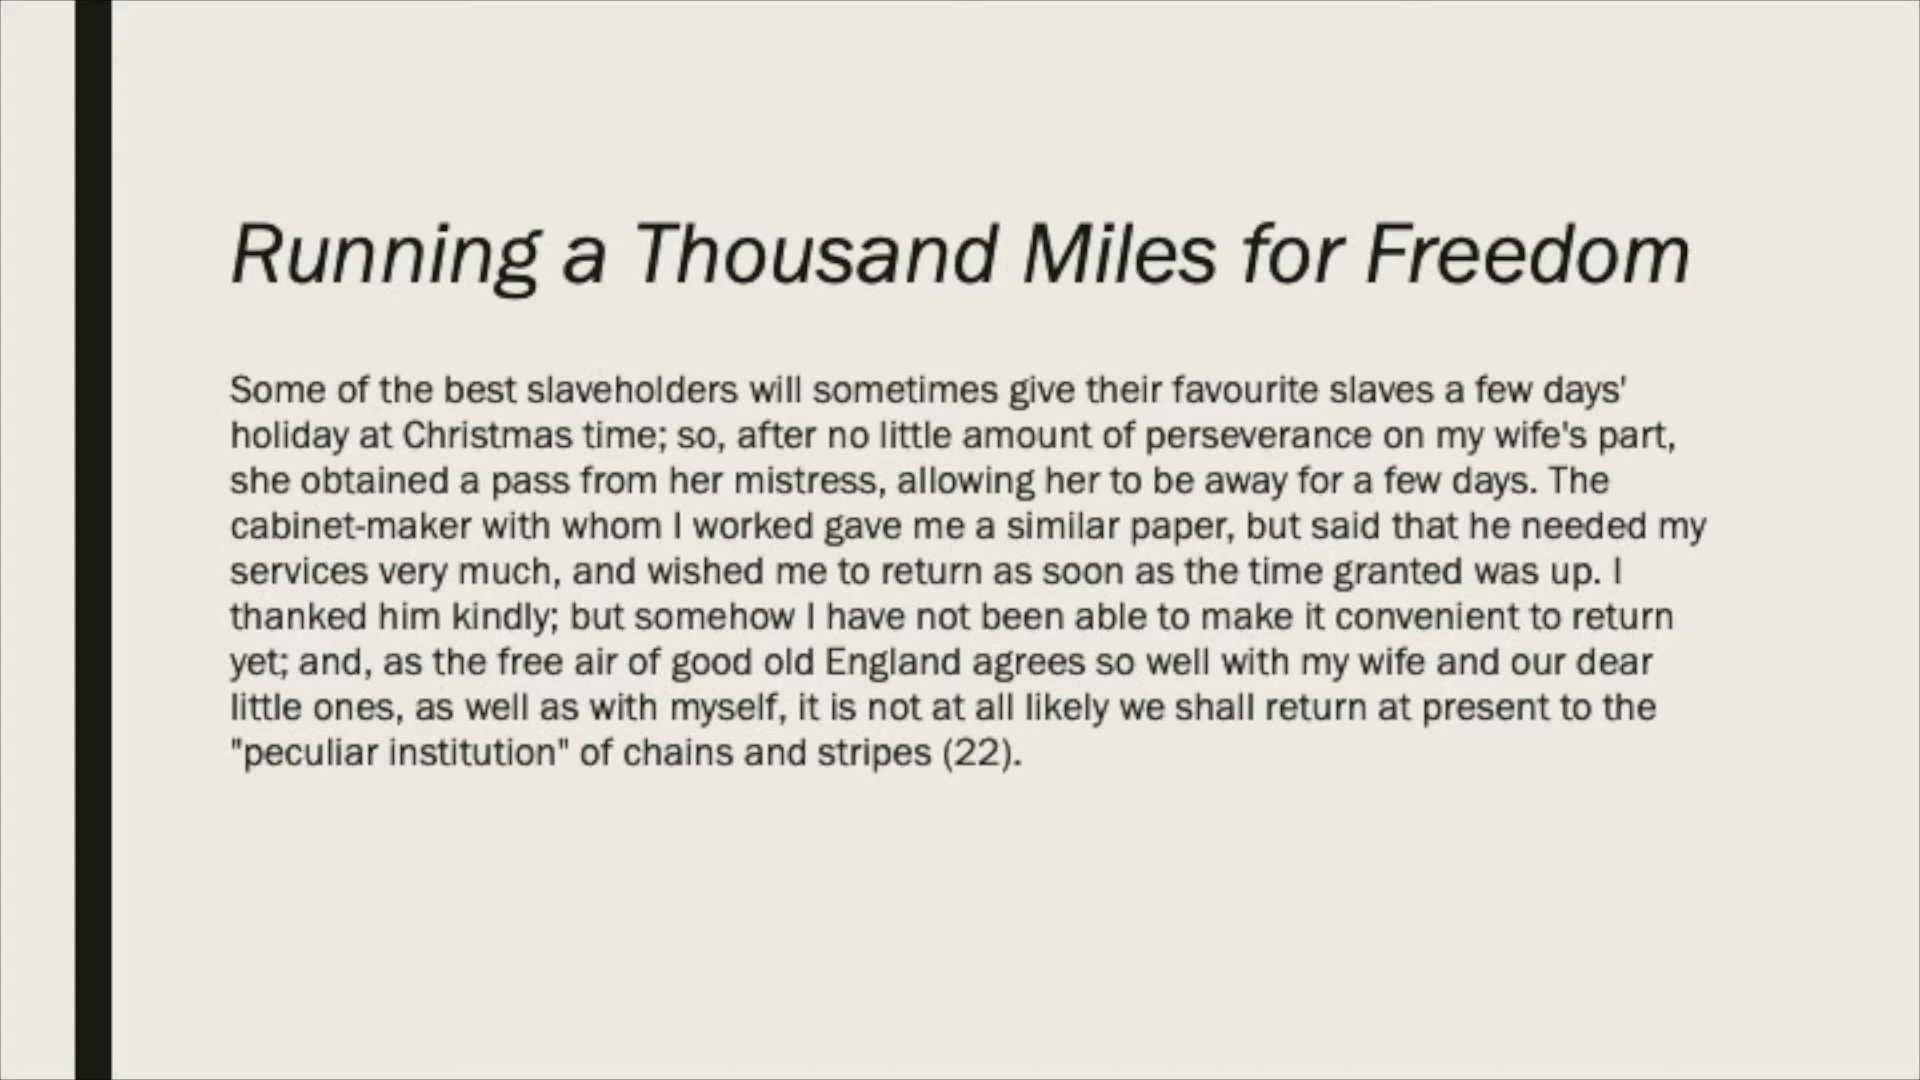 Running a Thousand Miles for Freedom
Some of the best slaveholders will sometimes give their favourite slaves a few days'
holiday at Christmas time; so, after no little amount of perseverance on my wife's part,
she obtained a pass from her mistress, allowing her to be away for a few days. The
cabinet-maker with whom I worked gave me a similar paper, but said that he needed my
services very much, and wished me to return as soon as the time granted was up. I
thanked him kindly; but somehow I have not been able to make it convenient to return
yet; and, as the free air of good old England agrees so well with my wife and our dear
little ones, as well as with myself, it is not at all likely we shall return at present to the
"peculiar institution" of chains and stripes (22).